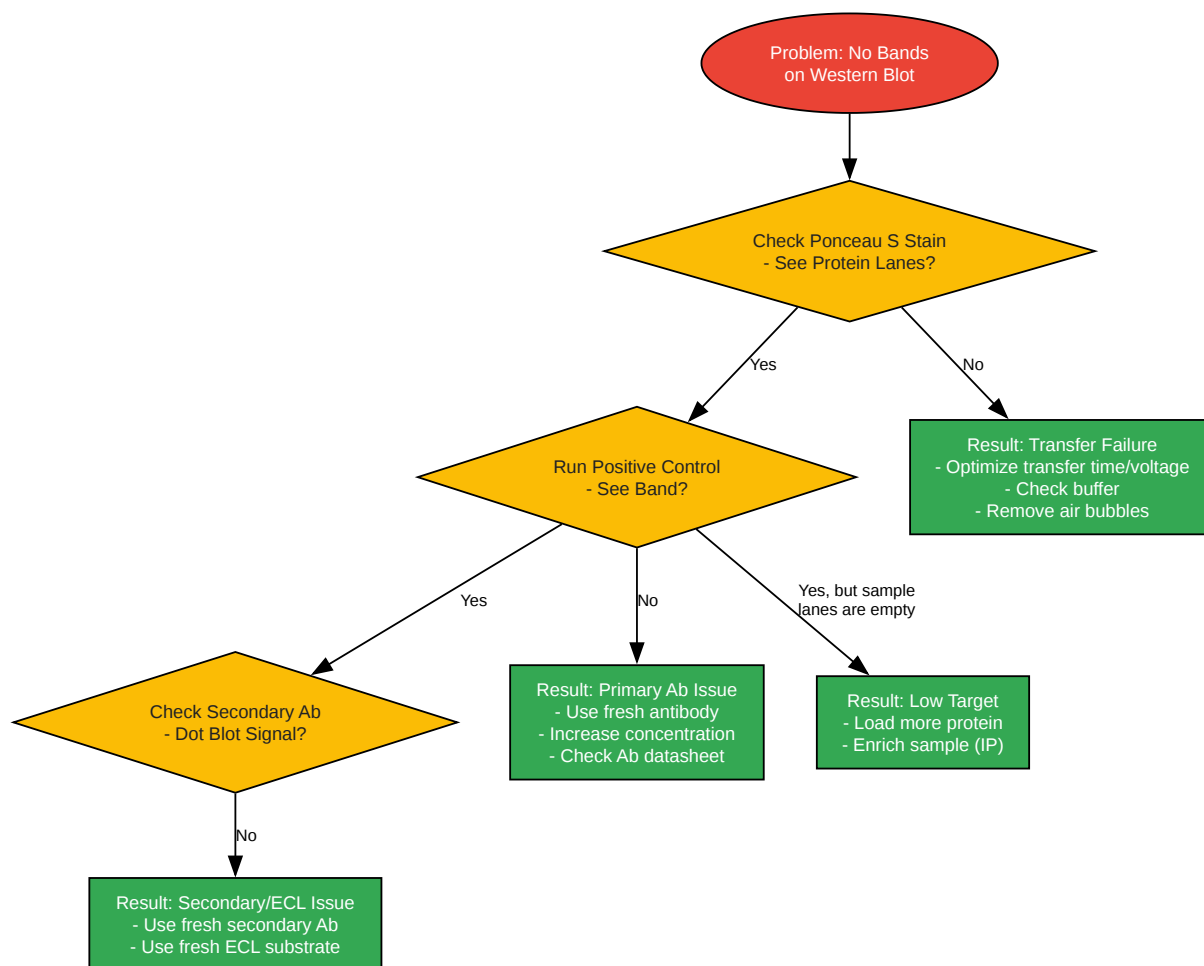 Problem: No Bands
on Western Blot
Check Ponceau S Stain
- See Protein Lanes?
Yes
No
Run Positive Control
- See Band?
Result: Transfer Failure
- Optimize transfer time/voltage
- Check buffer
- Remove air bubbles
Yes
No
Yes, but sample
lanes are empty
Check Secondary Ab
- Dot Blot Signal?
Result: Primary Ab Issue
- Use fresh antibody
- Increase concentration
- Check Ab datasheet
Result: Low Target
- Load more protein
- Enrich sample (IP)
No
Result: Secondary/ECL Issue
- Use fresh secondary Ab
- Use fresh ECL substrate